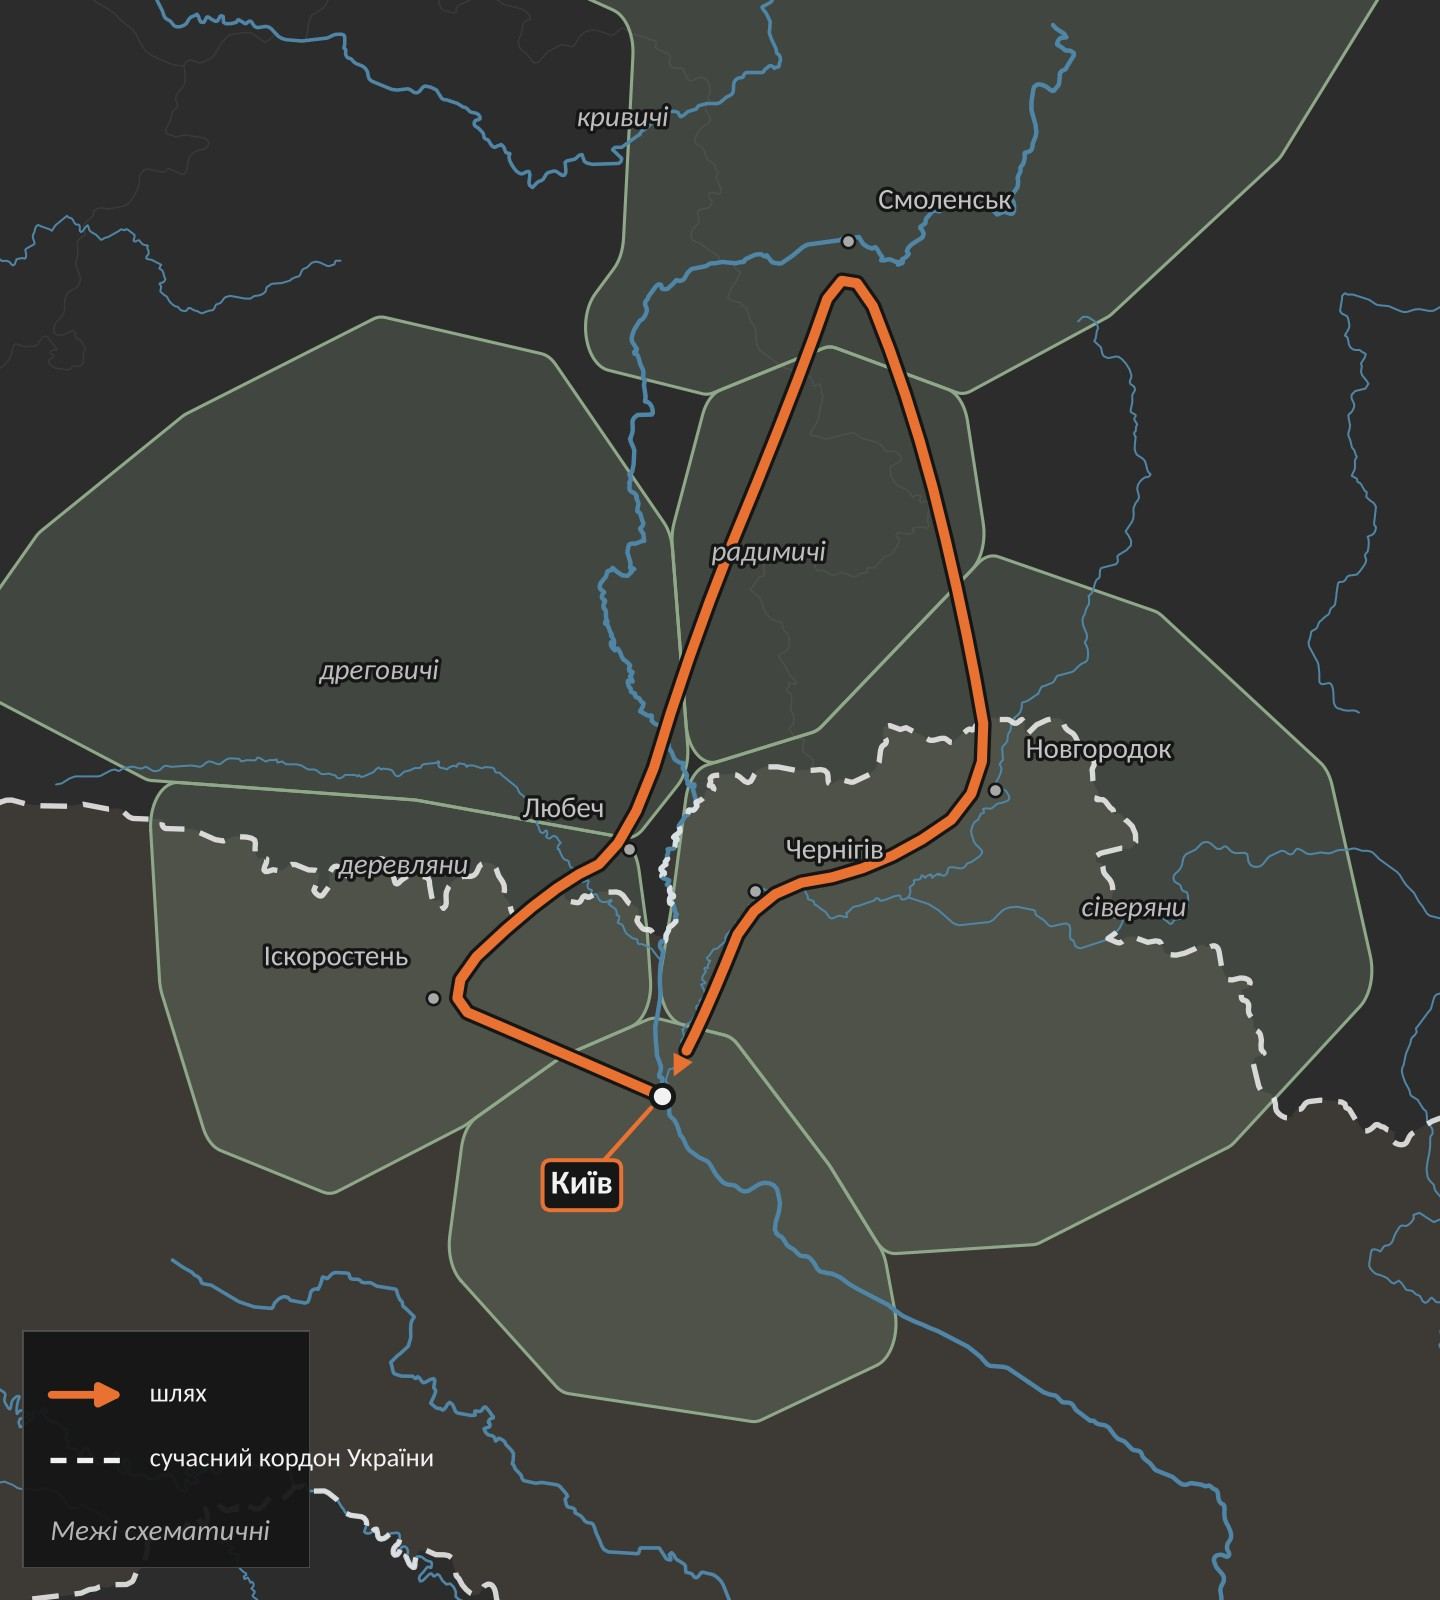 кривичі
Смоленськ
радимичі
дреговичі
Новгородок
Любеч
Чернігів
деревляни
сіверяни
Іскоростень
Київ
шлях
сучасний кордон України
Межі схематичні